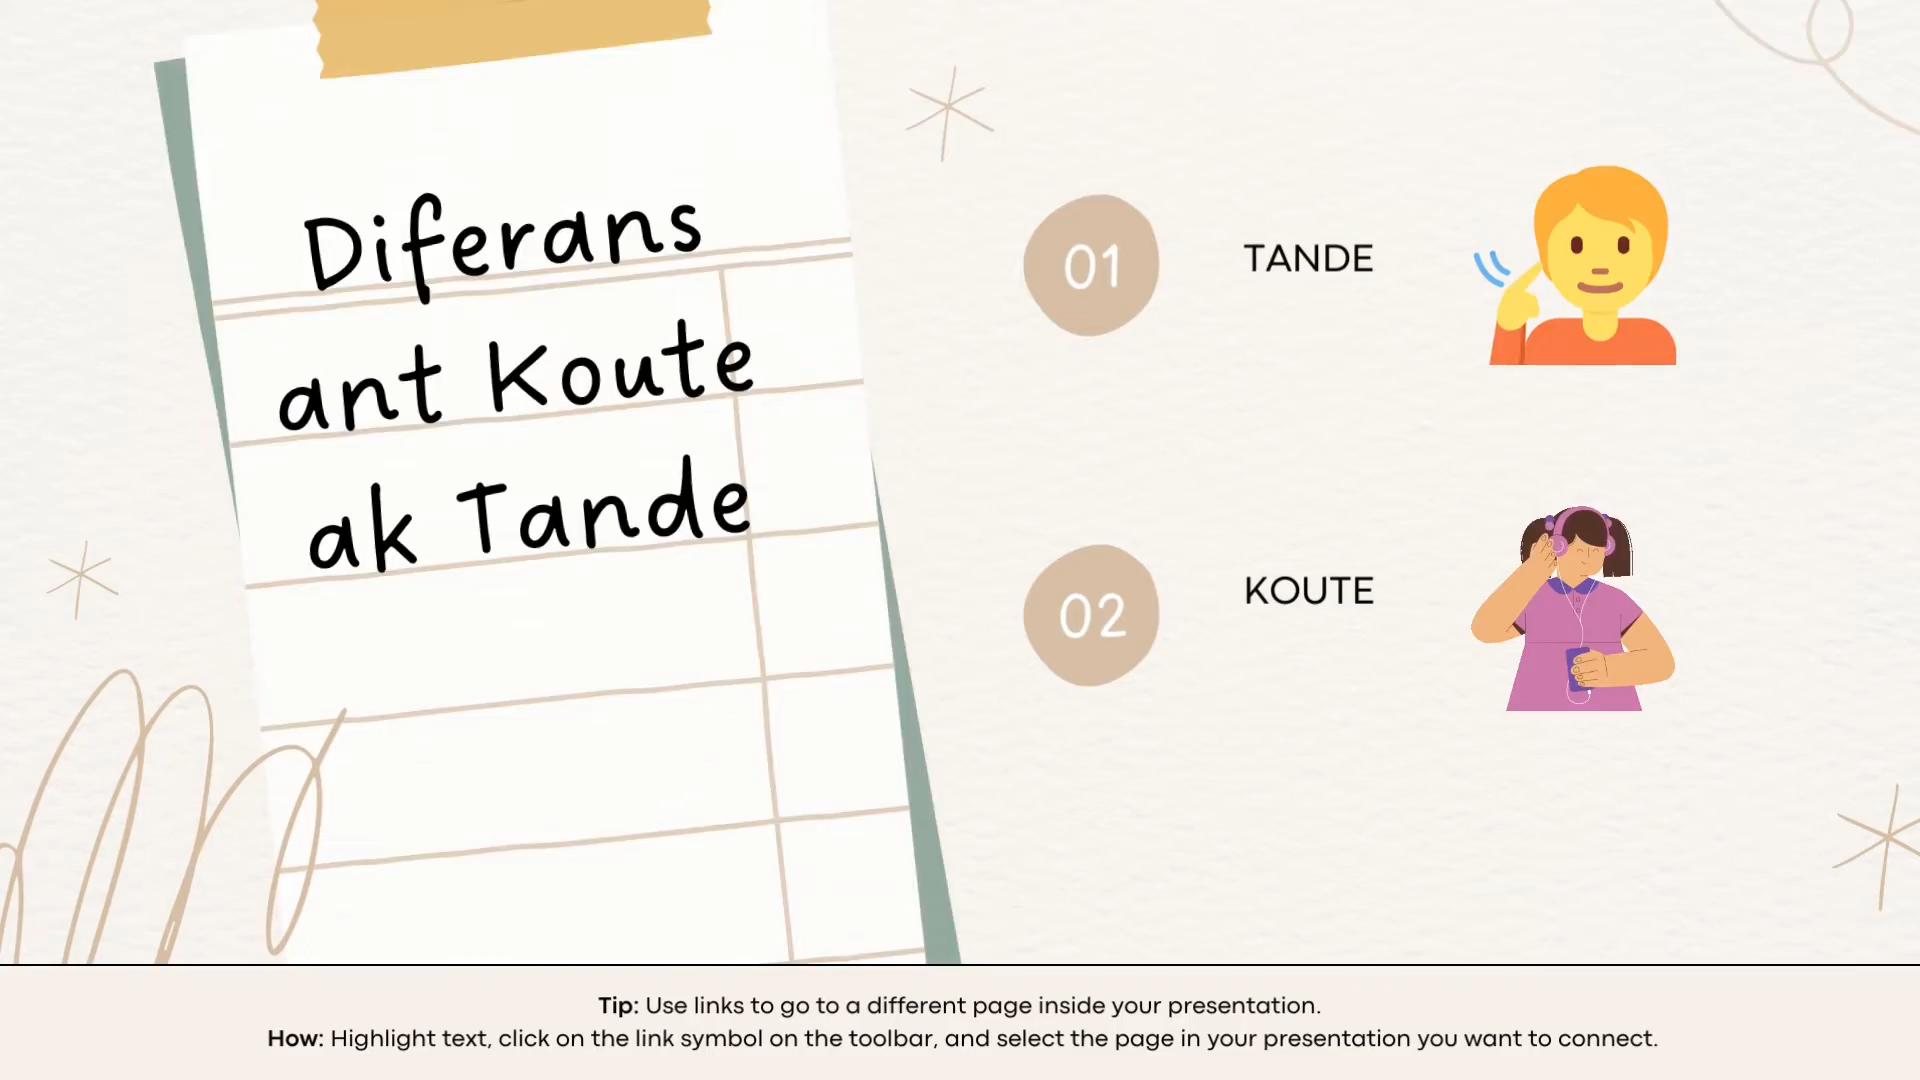 Diferans
ant Koute
ak Tande
01
TANDE
02
KOUTE
Tip: Use links to go to a different page inside your presentation.
How: Highlight text, click on the link symbol on the toolbar, and select the page in your presentation you want to connect.